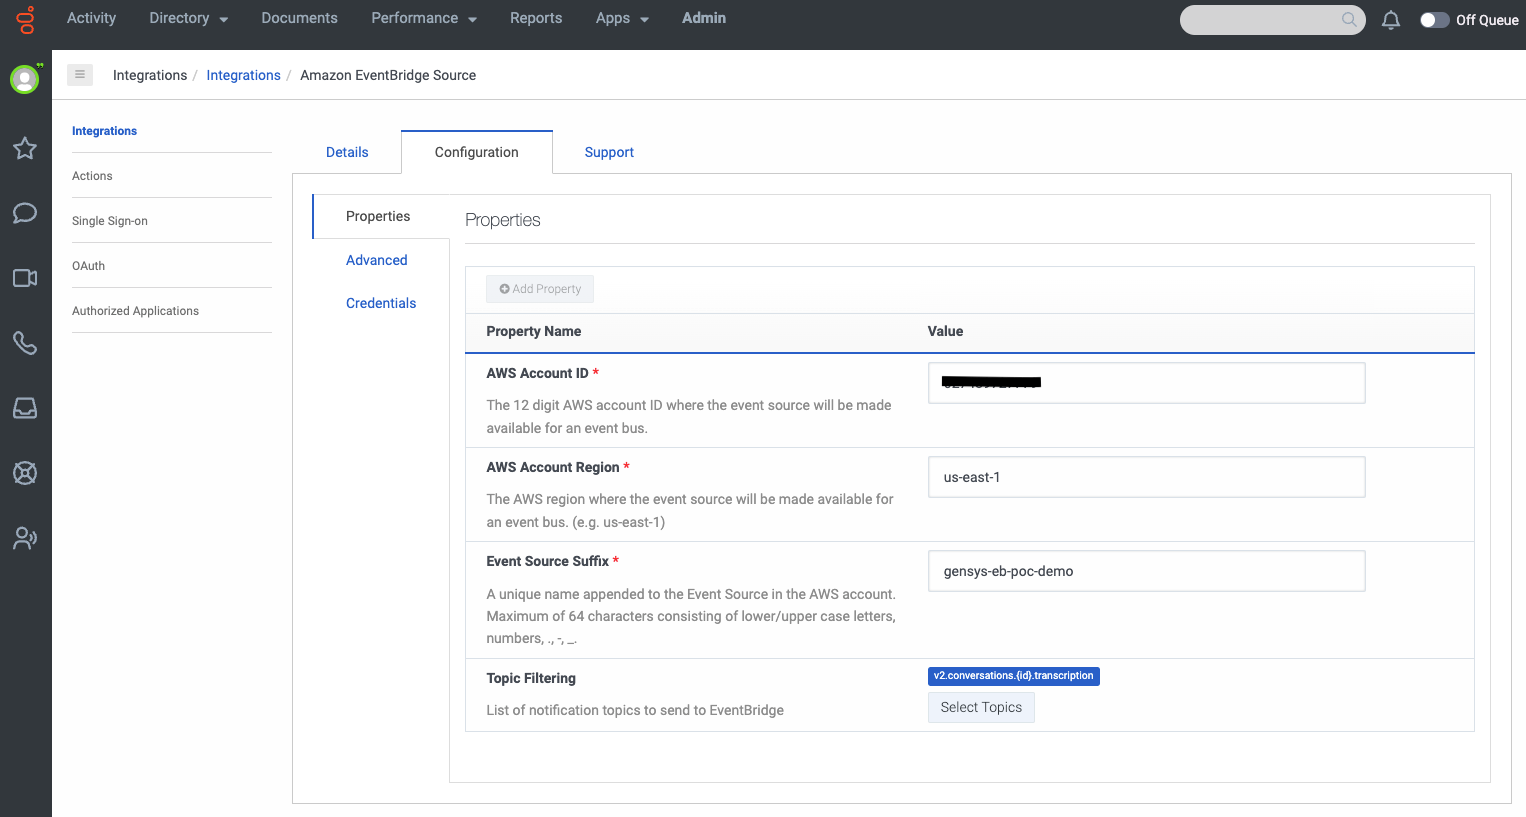 Activity Directory Documents Performance Reports Apps Admin Off Queue
Integrations / Integrations / Amazon EventBridge Source
Integrations
Actions
Single Sign-on
OAuth
Authorized Applications
Details Configuration Support
Properties
Advanced
Credentials
Properties
Add Property
Property Name Value
AWS Account ID *
The 12 digit AWS account ID where the event source will be made
available for an event bus.
AWS Account Region *
us-east-1
The AWS region where the event source will be made available for
an event bus. (e.g. us-east-1)
Event Source Suffix *
gensys-eb-poc-demo
A unique name appended to the Event Source in the AWS account.
Maximum of 64 characters consisting of lower/upper case letters,
numbers, ., -, _.
Topic Filtering
v2.conversations.{id}.transcription
List of notification topics to send to EventBridge
Select Topics